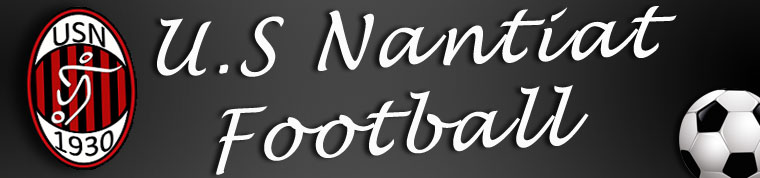 USN
1930
U.S Nantiat
Football